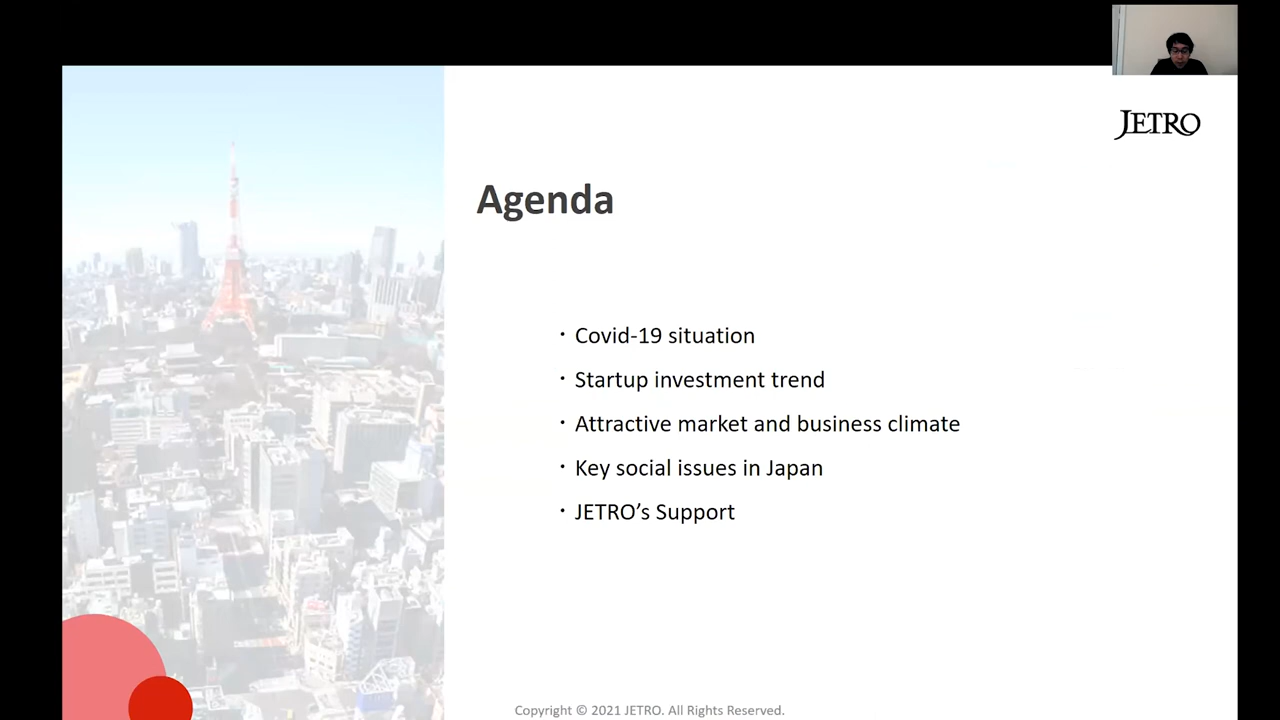 JETRO
Agenda
・Covid-19 situation
・Startup investment trend
・Attractive market and business climate
・Key social issues in Japan
・JETRO’s Support
Copyright © 2021 JETRO. All Rights Reserved.